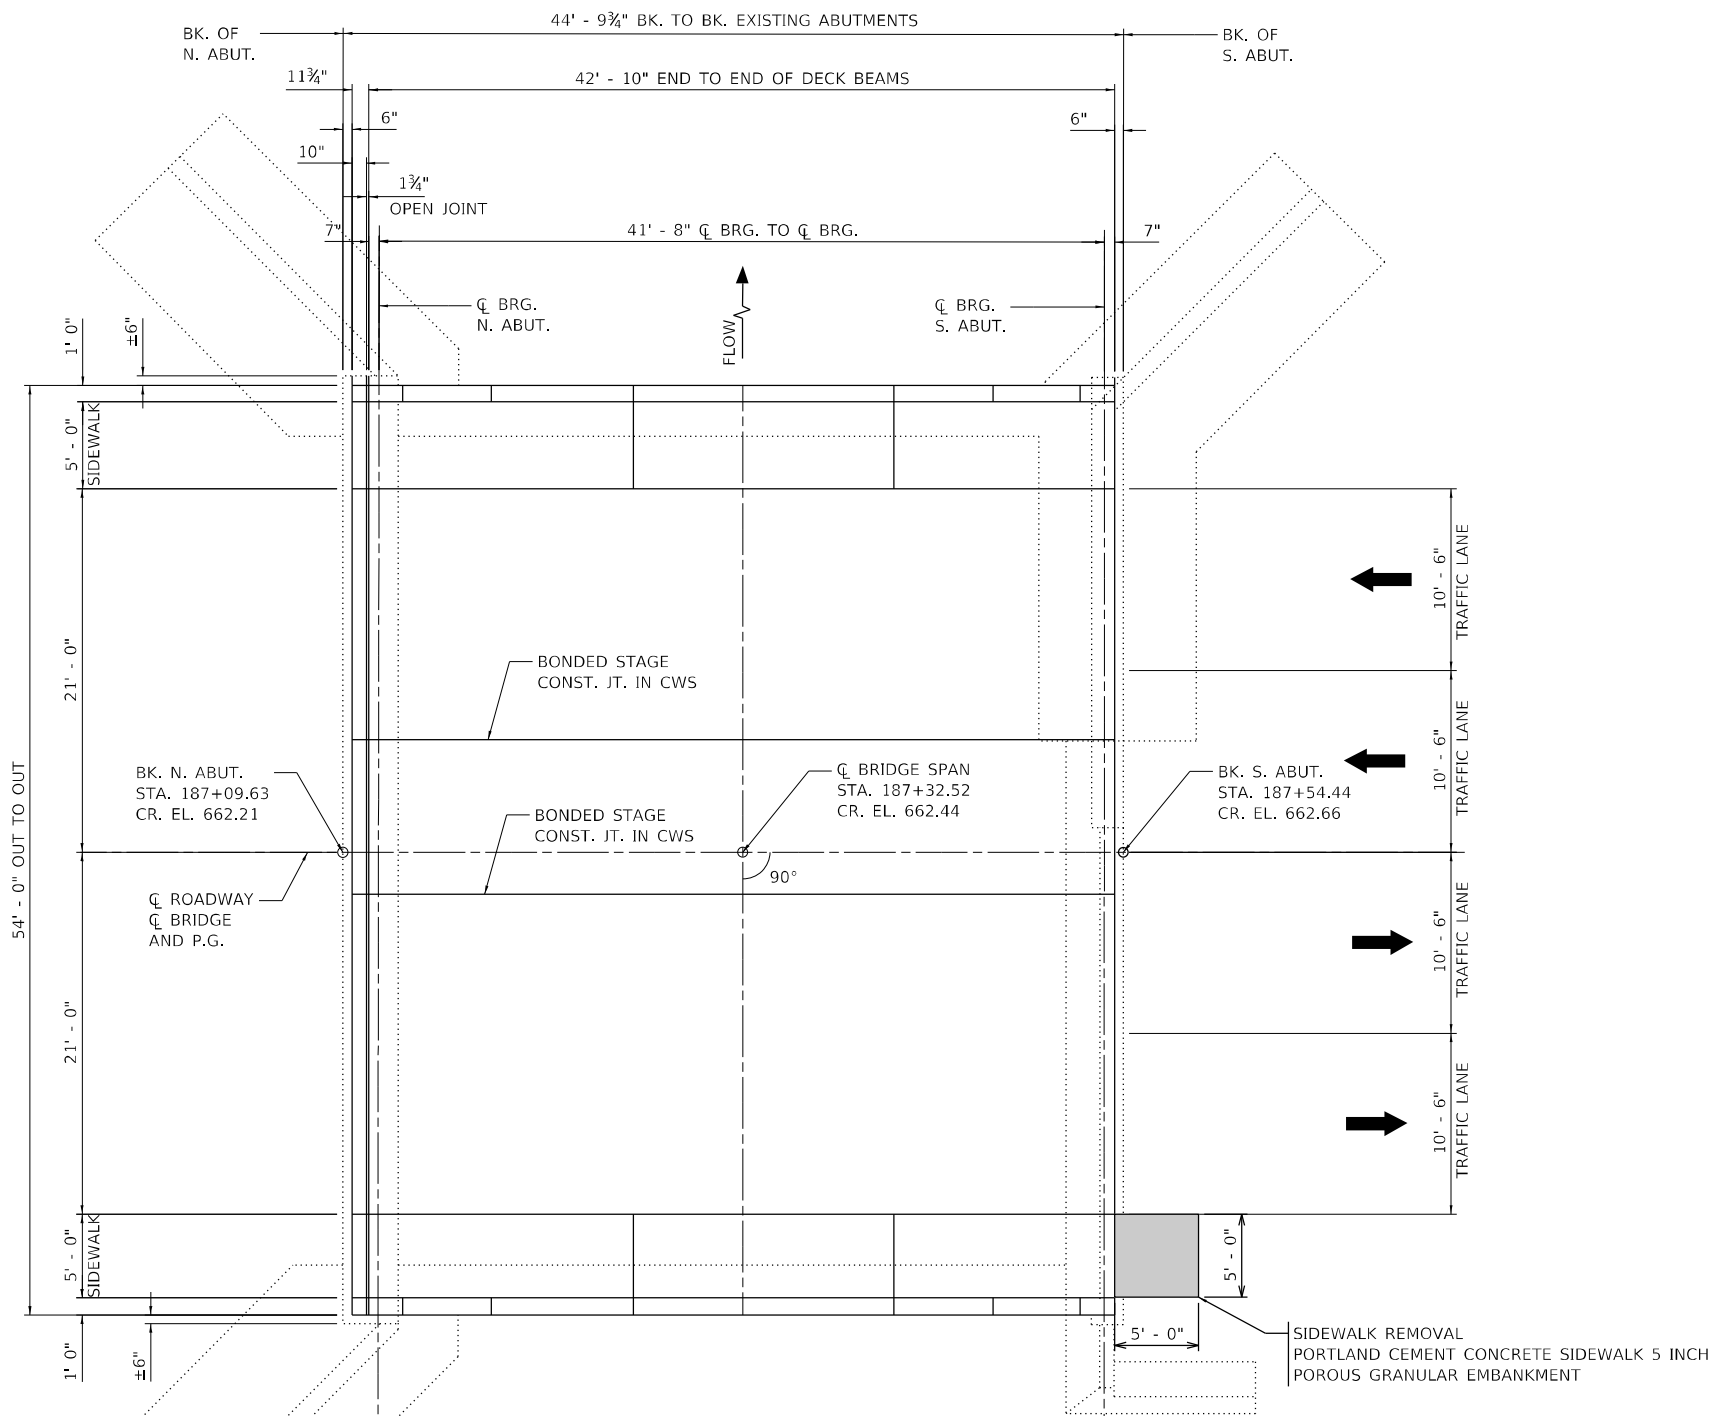 44' - 9¾" BK. TO BK. EXISTING ABUTMENTS
BK. OF
N. ABUT.
BK. OF
S. ABUT.
11¾"
42' - 10" END TO END OF DECK BEAMS
6"
6"
10"
1¾"
OPEN JOINT
7"
41' - 8" ℄ BRG. TO ℄ BRG.
7"
℄ BRG.
N. ABUT.
FLOW
℄ BRG.
S. ABUT.
1' 0"
±6"
5' - 0"
SIDEWALK
21' - 0"
54' - 0" OUT TO OUT
10' - 6"
TRAFFIC LANE
BONDED STAGE
CONST. JT. IN CWS
10' - 6"
TRAFFIC LANE
BK. N. ABUT.
STA. 187+09.63
CR. EL. 662.21
℄ BRIDGE SPAN
STA. 187+32.52
CR. EL. 662.44
BK. S. ABUT.
STA. 187+54.44
CR. EL. 662.66
BONDED STAGE
CONST. JT. IN CWS
90°
℄ ROADWAY
℄ BRIDGE
AND P.G.
10' - 6"
TRAFFIC LANE
21' - 0"
10' - 6"
TRAFFIC LANE
5' - 0"
SIDEWALK
5' - 0"
1' 0"
±6"
5' - 0"
SIDEWALK REMOVAL
PORTLAND CEMENT CONCRETE SIDEWALK 5 INCH
POROUS GRANULAR EMBANKMENT